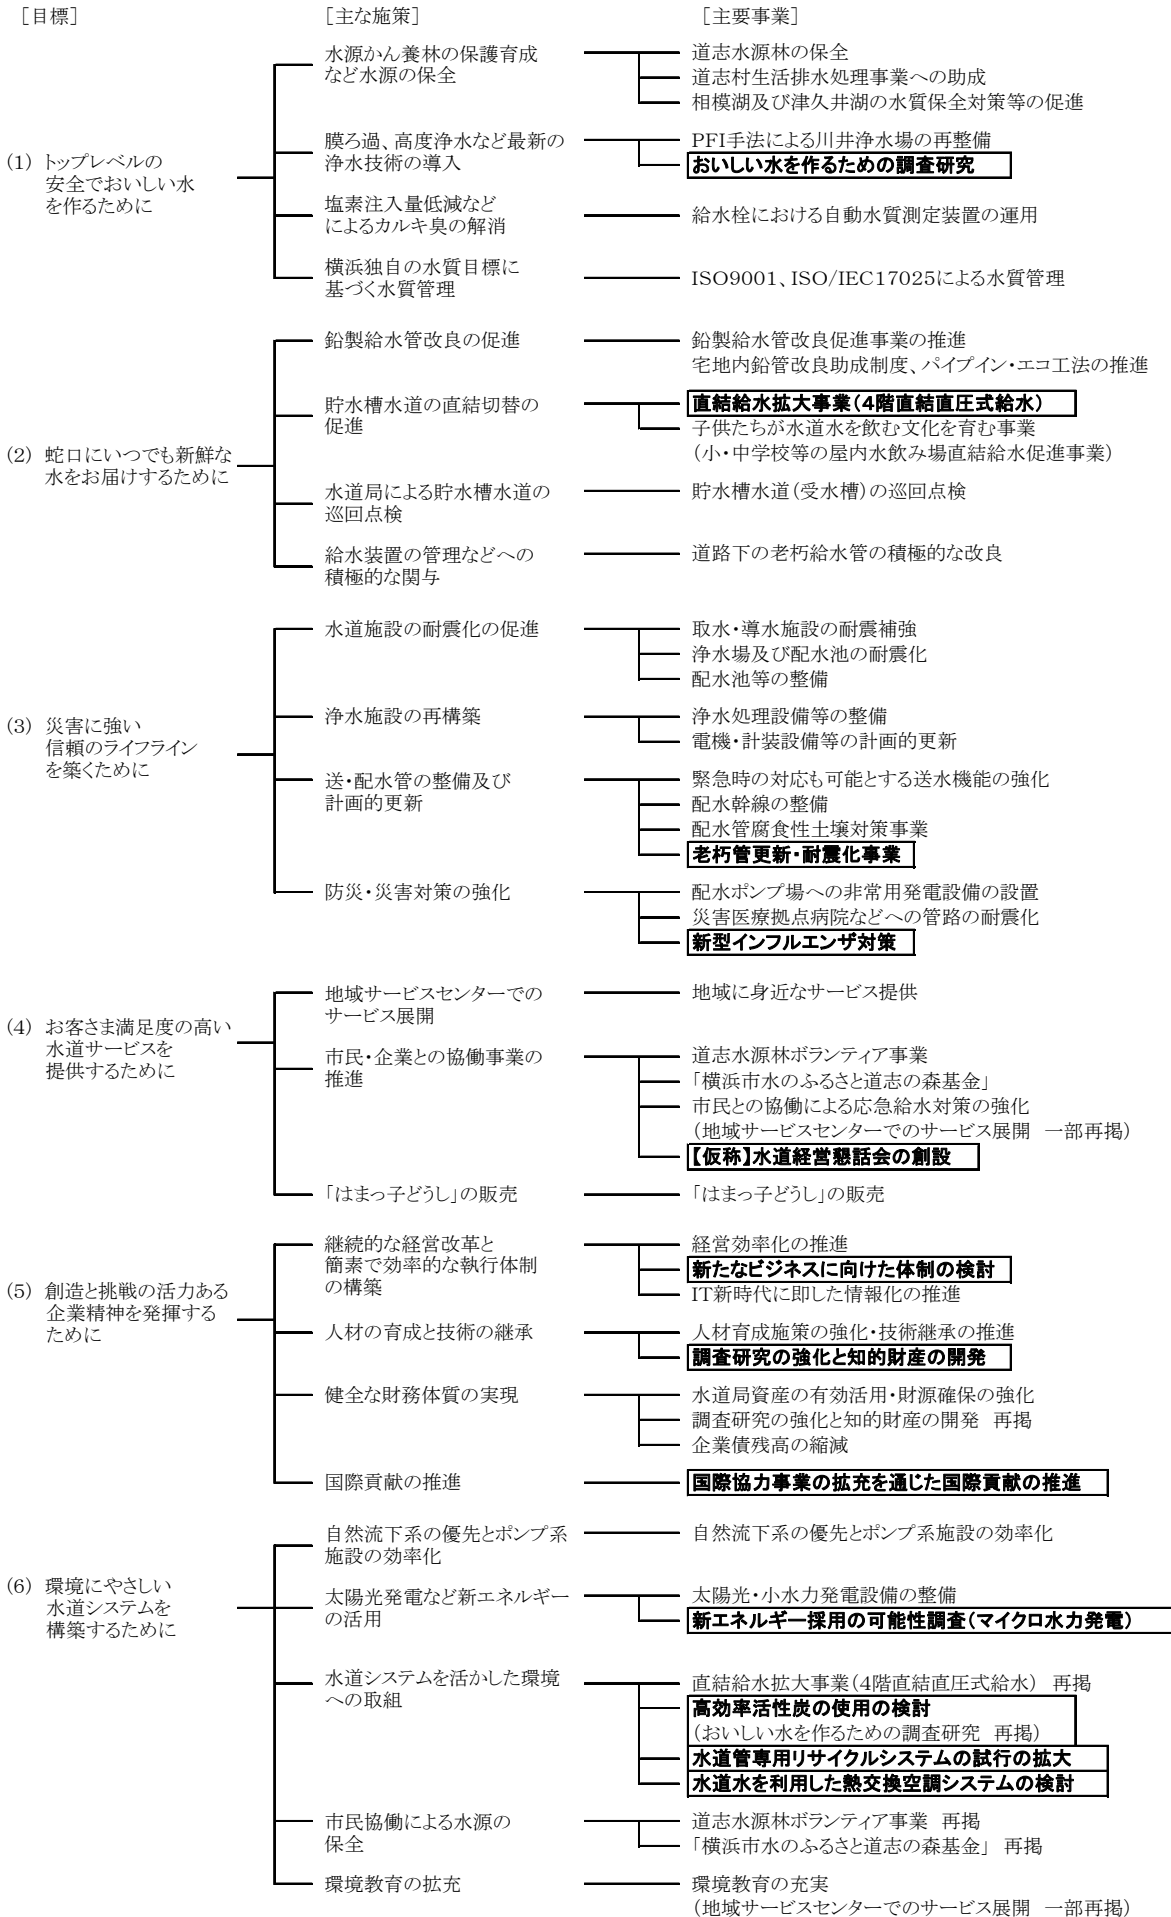 ［目標］ ［主な施策］ ［主要事業］
(1) トップレベルの
安全でおいしい水
を作るために
水源かん養林の保護育成
など水源の保全
道志水源林の保全
道志村生活排水処理事業への助成
相模湖及び津久井湖の水質保全対策等の促進
膜ろ過、高度浄水など最新の
浄水技術の導入
PFI手法による川井浄水場の再整備
おいしい水を作るための調査研究
塩素注入量低減など
によるカルキ臭の解消
給水栓における自動水質測定装置の運用
横浜独自の水質目標に
基づく水質管理
ISO9001、ISO/IEC17025による水質管理
(2) 蛇口にいつでも新鮮な
水をお届けするために
鉛製給水管改良の促進
鉛製給水管改良促進事業の推進
宅地内鉛管改良助成制度、パイプイン・エコ工法の推進
貯水槽水道の直結切替の
促進
直結給水拡大事業（4階直結直圧式給水）
子供たちが水道水を飲む文化を育む事業
（小・中学校等の屋内水飲み場直結給水促進事業）
水道局による貯水槽水道の
巡回点検
貯水槽水道（受水槽）の巡回点検
給水装置の管理などへの
積極的な関与
道路下の老朽給水管の積極的な改良
(3) 災害に強い
信頼のライフライン
を築くために
水道施設の耐震化の促進
取水・導水施設の耐震補強
浄水場及び配水池の耐震化
配水池等の整備
浄水施設の再構築
浄水処理設備等の整備
電機・計装設備等の計画的更新
送・配水管の整備及び
計画的更新
緊急時の対応も可能とする送水機能の強化
配水幹線の整備
配水管腐食性土壌対策事業
老朽管更新・耐震化事業
防災・災害対策の強化
配水ポンプ場への非常用発電設備の設置
災害医療拠点病院などへの管路の耐震化
新型インフルエンザ対策
(4) お客さま満足度の高い
水道サービスを
提供するために
地域サービスセンターでの
サービス展開
地域に身近なサービス提供
市民・企業との協働事業の
推進
道志水源林ボランティア事業
「横浜市水のふるさと道志の森基金」
市民との協働による応急給水対策の強化
（地域サービスセンターでのサービス展開 一部再掲）
【仮称】水道経営懇話会の創設
「はまっ子どうし」の販売
「はまっ子どうし」の販売
(5) 創造と挑戦の活力ある
企業精神を発揮する
ために
継続的な経営改革と
簡素で効率的な執行体制
の構築
経営効率化の推進
新たなビジネスに向けた体制の検討
IT新時代に即した情報化の推進
人材の育成と技術の継承
人材育成施策の強化・技術継承の推進
調査研究の強化と知的財産の開発
健全な財務体質の実現
水道局資産の有効活用・財源確保の強化
調査研究の強化と知的財産の開発 再掲
企業債残高の縮減
国際貢献の推進
国際協力事業の拡充を通じた国際貢献の推進
(6) 環境にやさしい
水道システムを
構築するために
自然流下系の優先とポンプ系
施設の効率化
自然流下系の優先とポンプ系施設の効率化
太陽光発電など新エネルギー
の活用
太陽光・小水力発電設備の整備
新エネルギー採用の可能性調査（マイクロ水力発電）
水道システムを活かした環境
への取組
直結給水拡大事業（4階直結直圧式給水） 再掲
高効率活性炭の使用の検討
（おいしい水を作るための調査研究 再掲）
水道管専用リサイクルシステムの試行の拡大
水道水を利用した熱交換空調システムの検討
市民協働による水源の
保全
道志水源林ボランティア事業 再掲
「横浜市水のふるさと道志の森基金」 再掲
環境教育の拡充
環境教育の充実
（地域サービスセンターでのサービス展開 一部再掲）